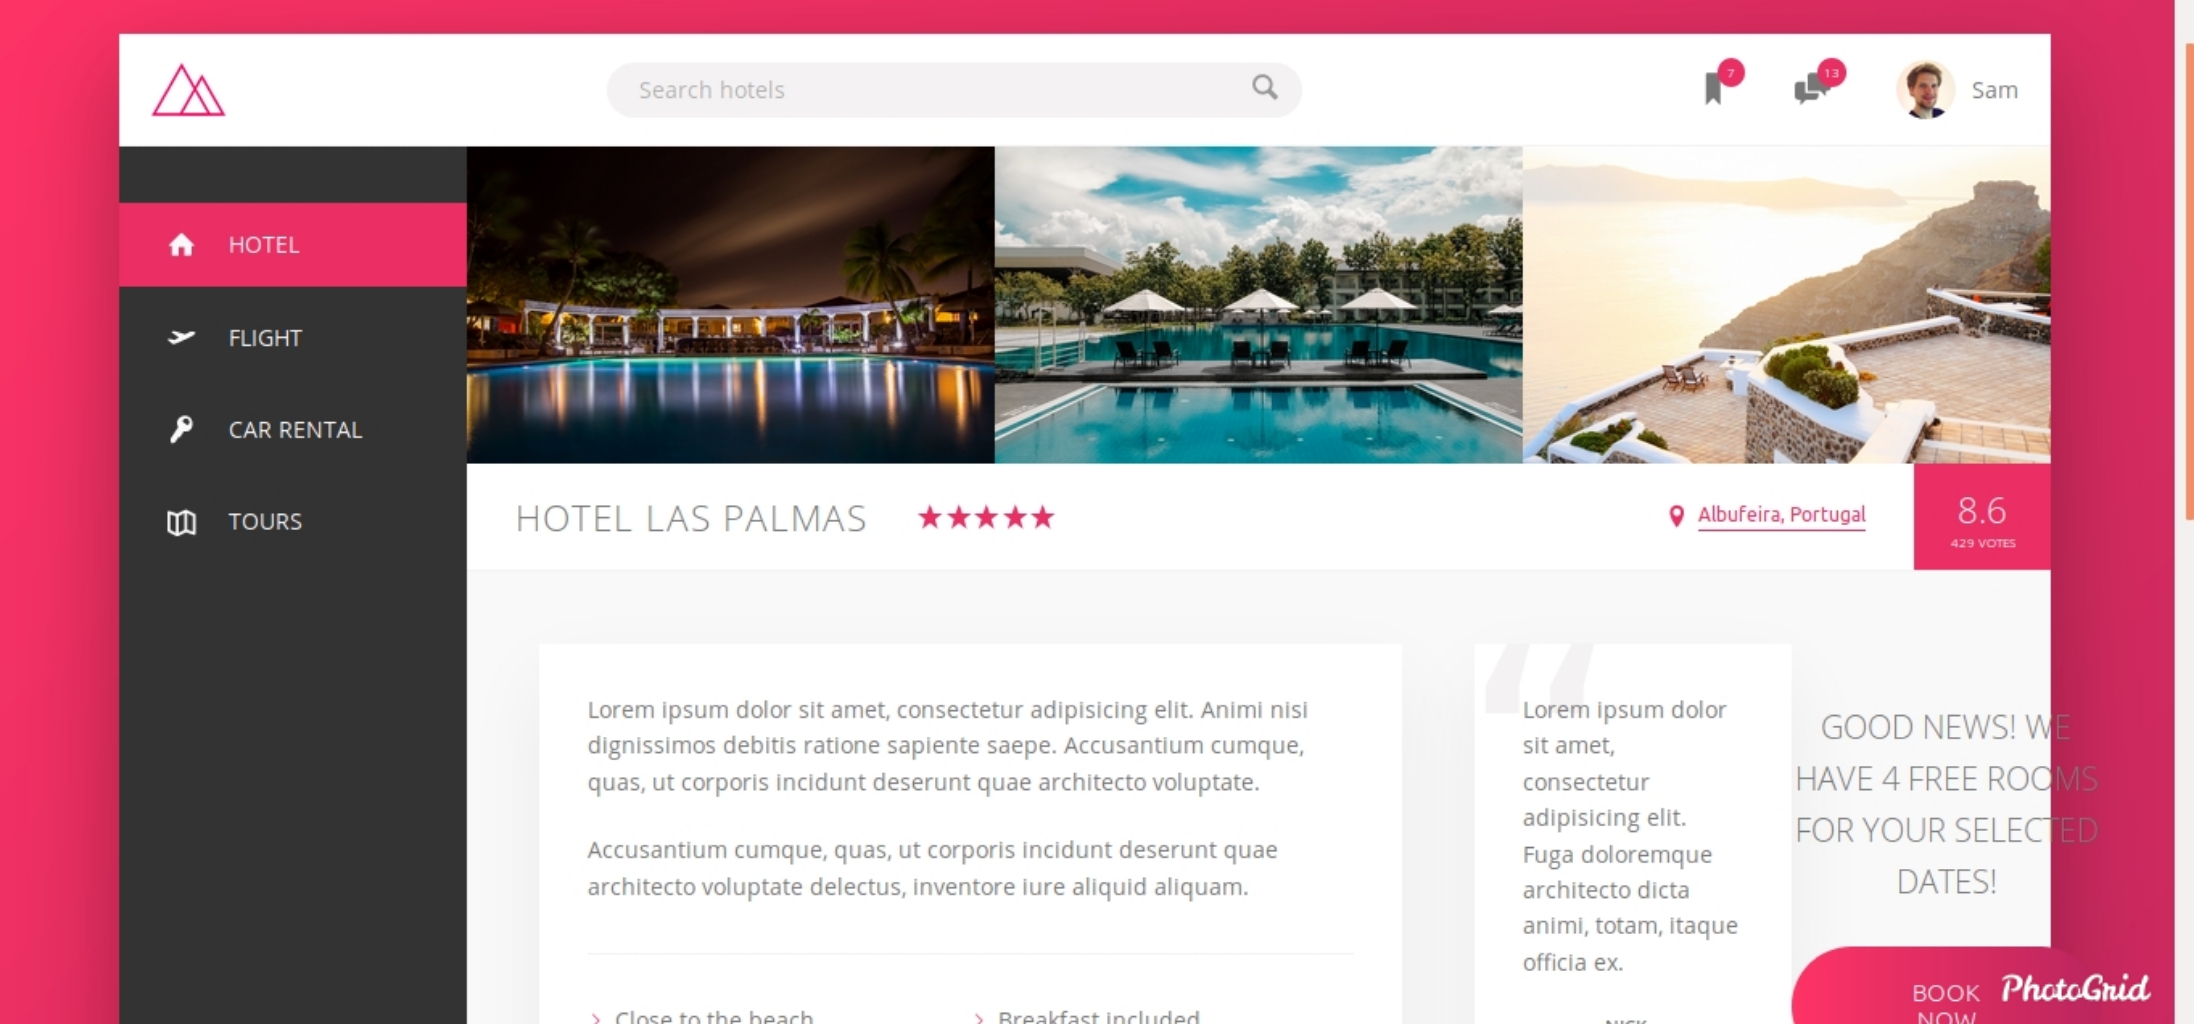 Search hotels
7
13
Sam
HOTEL
FLIGHT
CAR RENTAL
TOURS
HOTEL LAS PALMAS
Albufeira, Portugal
8.6
429 VOTES
Lorem ipsum dolor sit amet, consectetur adipisicing elit. Animi nisi
dignissimos debitis ratione sapiente saepe. Accusantium cumque,
quas, ut corporis incidunt deserunt quae architecto voluptate.
Accusantium cumque, quas, ut corporis incidunt deserunt quae
architecto voluptate delectus, inventore iure aliquid aliquam.
Close to the beach
Breakfast included
“
Lorem ipsum dolor
sit amet,
consectetur
adipisicing elit.
Fuga doloremque
architecto dicta
animi, totam, itaque
officia ex.
NICK
GOOD NEWS! WE
HAVE 4 FREE ROOMS
FOR YOUR SELECTED
DATES!
BOOK
NOW
PhotoGrid